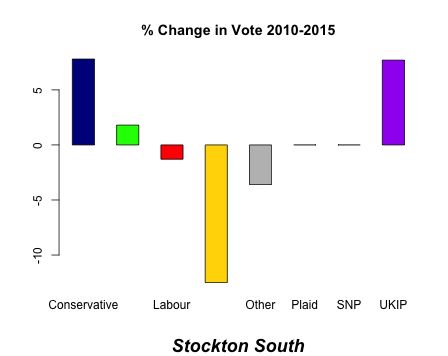 % Change in Vote 2010-2015
5
0
-5
-10
Conservative Labour Other Plaid SNP UKIP
Stockton South